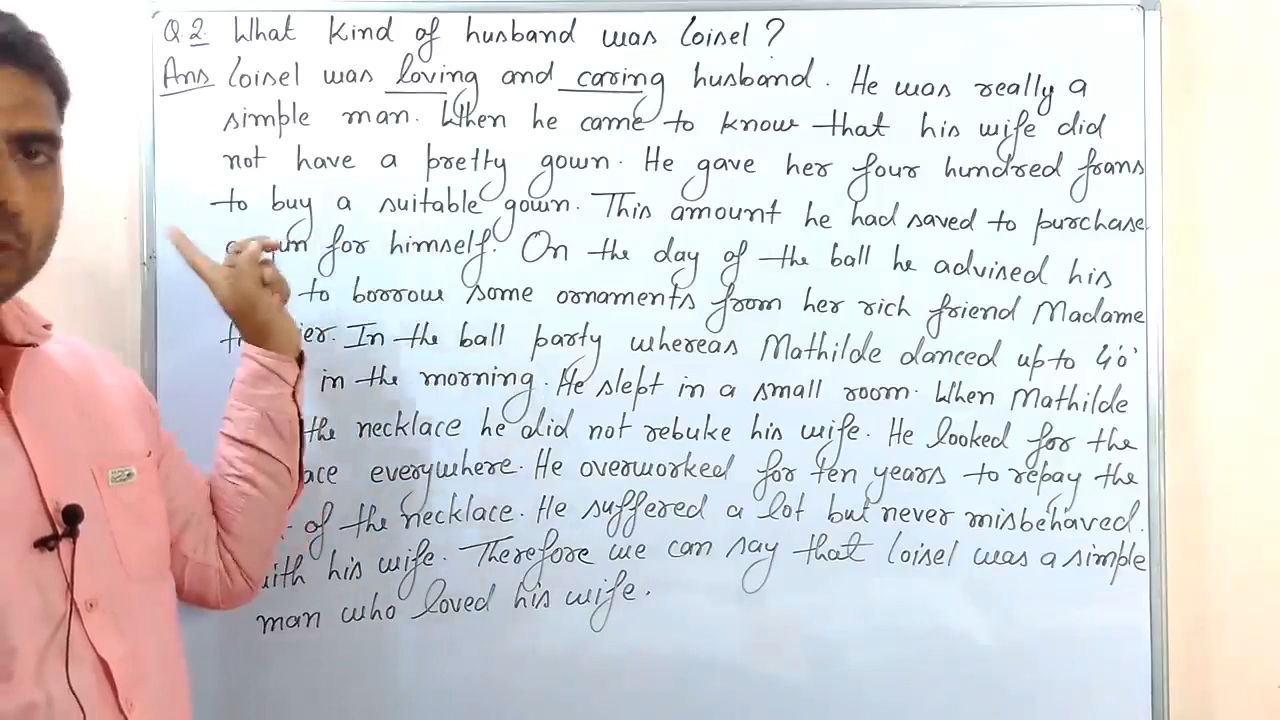 Q.2. What kind of husband was Loisel?
Ans Loisel was loving and caring husband. He was really a
simple man. When he came to know that his wife did
not have a pretty gown. He gave her four hundred frans
to buy a suitable gown. This amount he had saved to purchase
a gun for himself. On the day of the ball he advised his
to borrow some ornaments from her rich friend Madame
In the ball party whereas Mathilde danced up to 4'o'
in the morning. He slept in a small room. When Mathilde
the necklace he did not rebuke his wife. He looked for the
everywhere. He overworked for ten years to repay the
of the necklace. He suffered a lot but never misbehaved.
with his wife. Therefore we can say that Loisel was a simple
man who loved his wife.